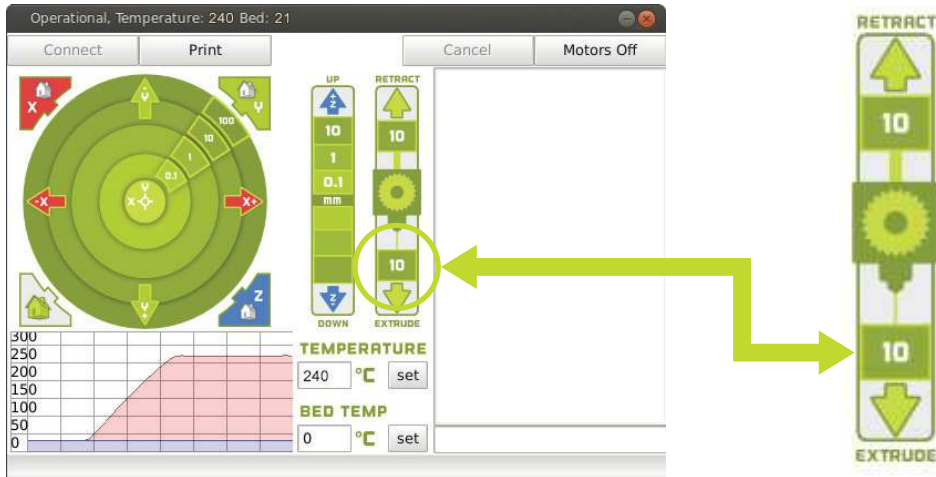 Operational, Temperature: 240 Bed: 21
Connect
Print
Cancel
Motors Off
X
Y
Y
100
10
1
0.1
Y
X
-X
X+
Y
Z
UP
+Z
10
1
0.1
mm
Z-
DOWN
RETRACT
10
10
EXTRUDE
300
250
200
150
100
50
0
TEMPERATURE
240 °C set
BED TEMP
0 °C set
RETRACT
10
10
EXTRUDE